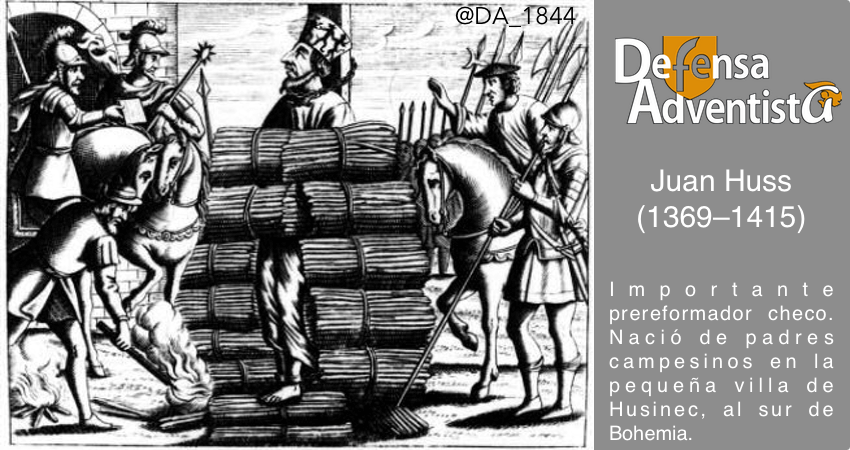 @DA_1844
Defensa
Adventista
Juan Huss
(1369–1415)
Importante
prereformador checo.
Nació de padres
campesinos en la
pequeña villa de
Husinec, al sur de
Bohemia.